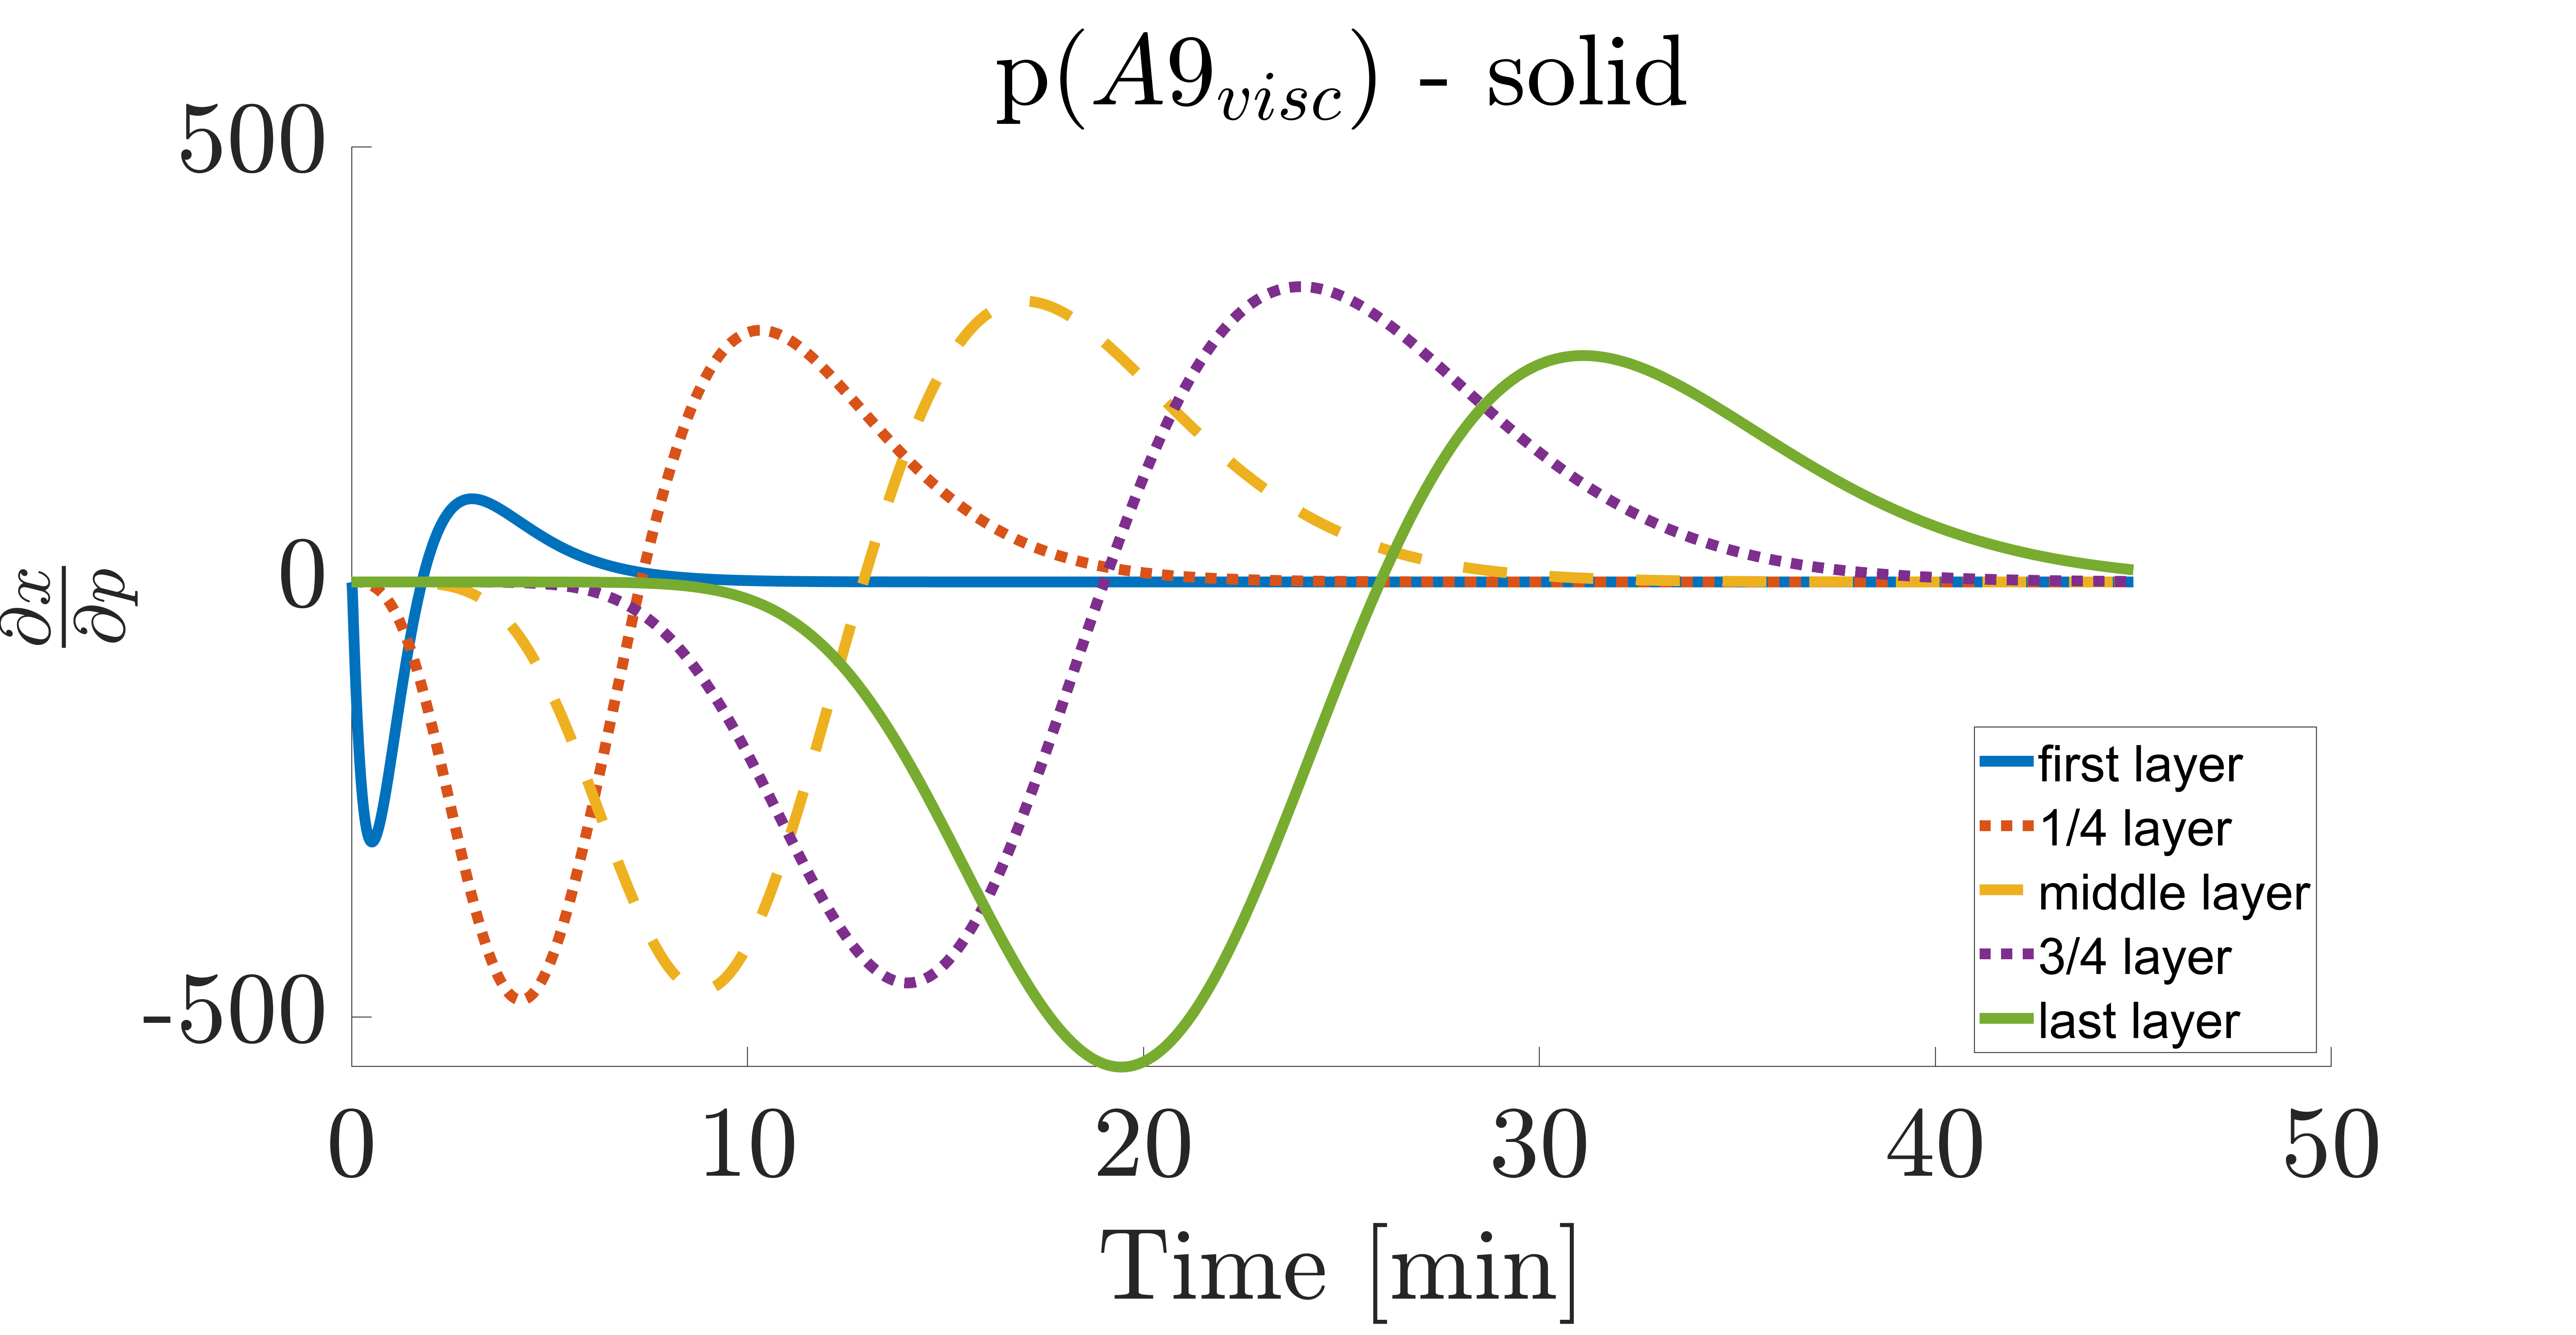 p(A9visc) - solid
500
0
-500
∂x
∂p
0 10 20 30 40 50
Time [min]
first layer
1/4 layer
middle layer
3/4 layer
last layer